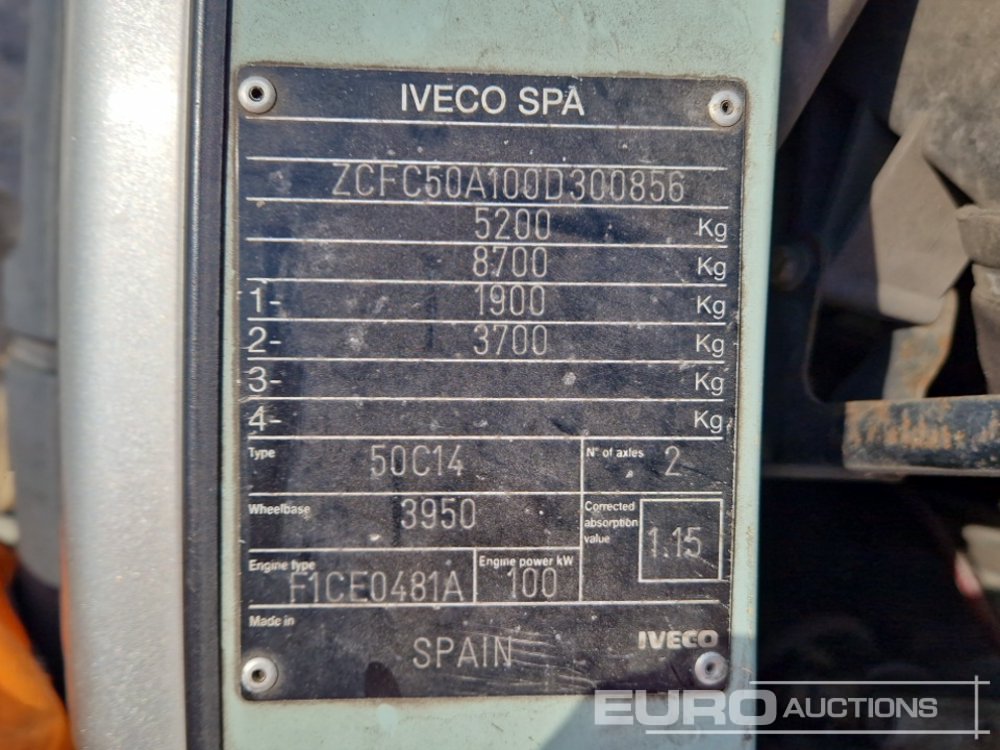 IVECO SPA
ZCFC50A100D300856
5200 Kg
8700 Kg
1- 1900 Kg
2- 3700 Kg
3- Kg
4- Kg
Type 50C14 N° of axles 2
Wheelbase 3950 Corrected absorption value 1.15
Engine type F1CE0481A Engine power kW 100
Made in SPAIN IVECO
EURO AUCTIONS